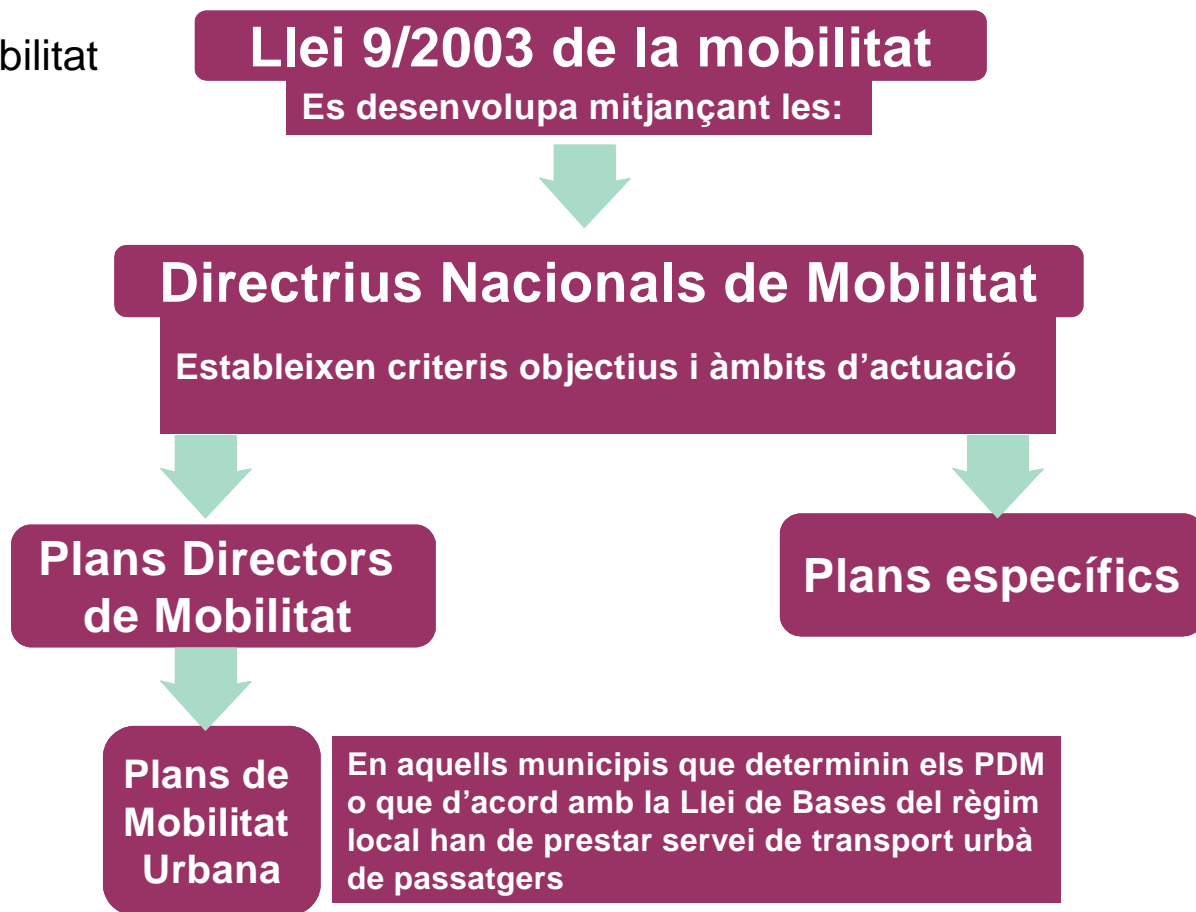 bilitat
Llei 9/2003 de la mobilitat
Es desenvolupa mitjançant les:
Directrius Nacionals de Mobilitat
Estableixen criteris objectius i àmbits d’actuació
Plans Directors
de Mobilitat
Plans específics
Plans de
Mobilitat
Urbana
En aquells municipis que determinin els PDM
o que d’acord amb la Llei de Bases del règim
local han de prestar servei de transport urbà
de passatgers